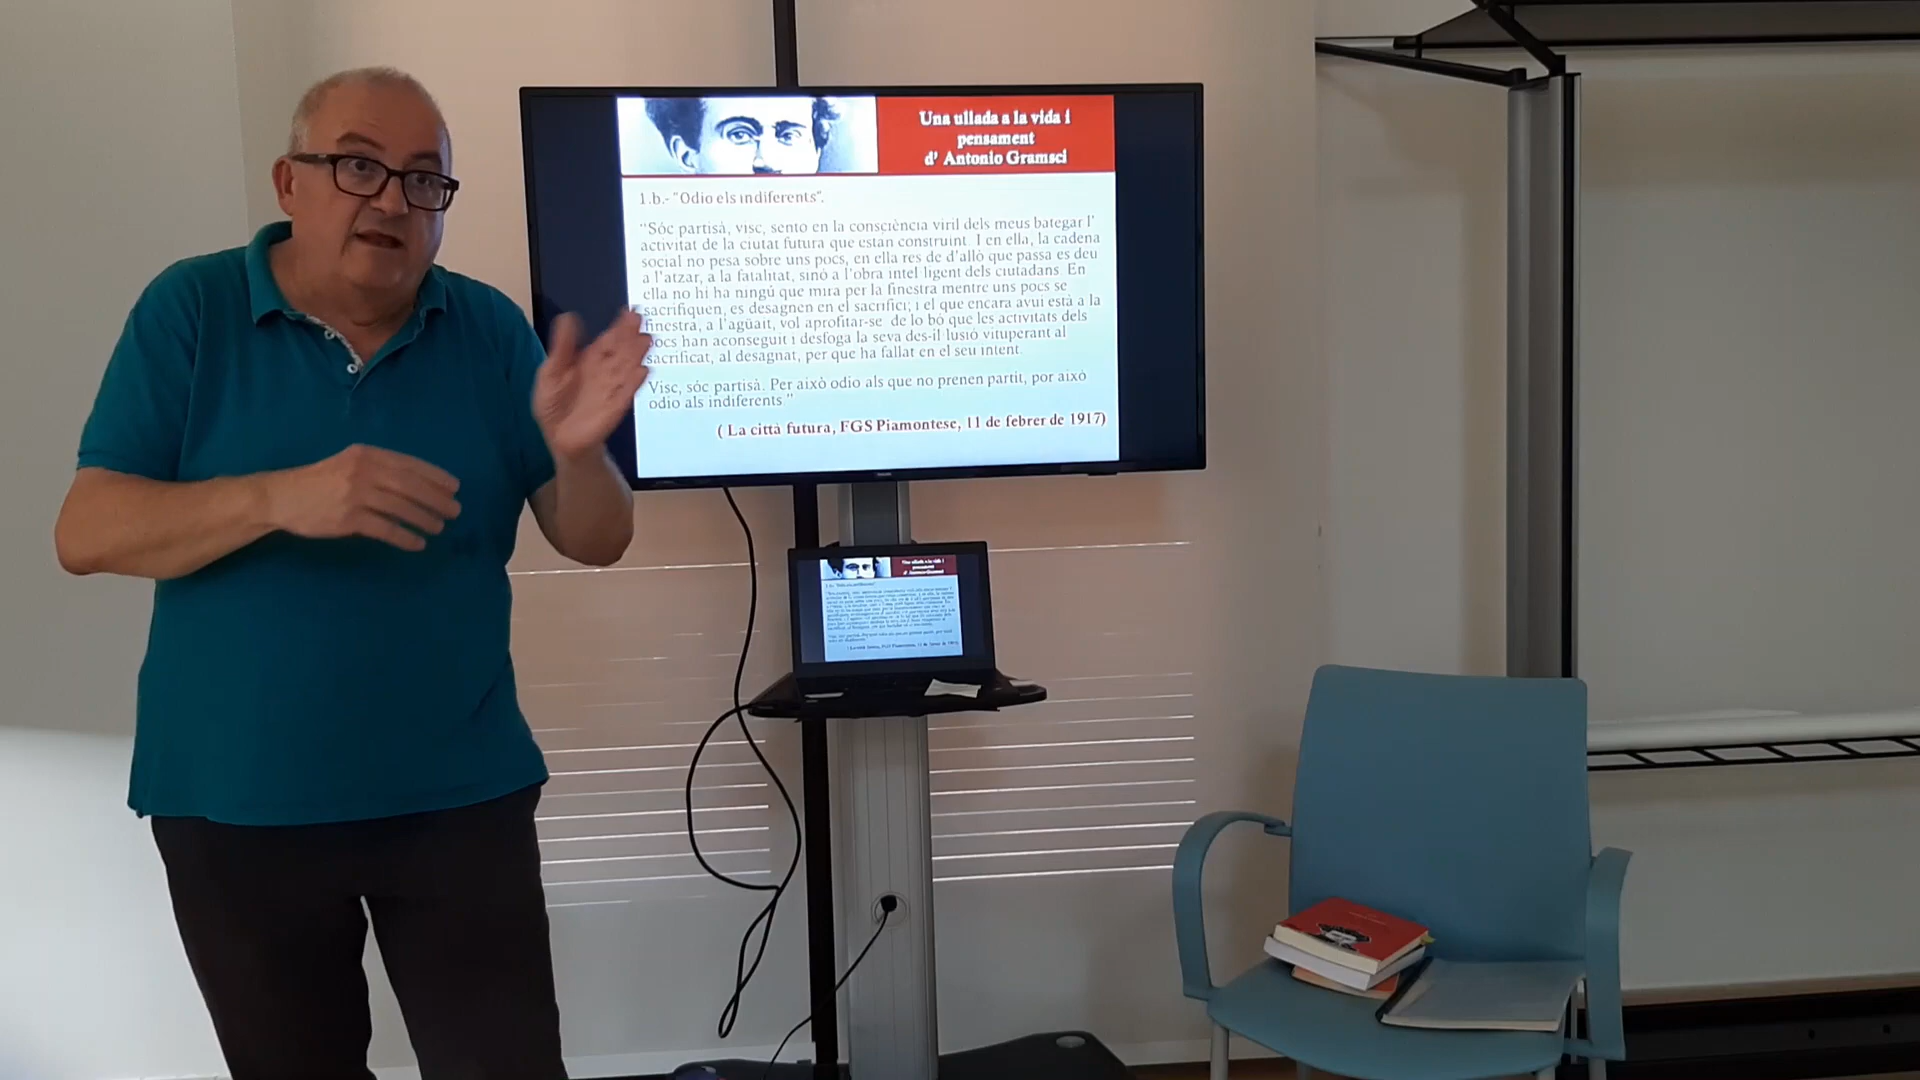 Una ullada a la vida i
pensament
d' Antonio Gramsci
1.b.- "Odio els indiferents".
"Sóc partisà, visc, sento en la consciència viril dels meus bategar l'
activitat de la ciutat futura que estan construint. I en ella, la cadena
social no pesa sobre uns pocs, en ella res de d'allò que passa es deu
a l'atzar, a la fatalitat, sinó a l'obra intel ligent dels ciutadans. En
ella no hi ha ningú que mira per la finestra mentre uns pocs se
sacrifiquen, es desagnen en el sacrifici; i el que encara avui està a la
finestra, a l'agüait, vol aprofitar-se de lo bó que les activitats dels
pocs han aconseguit i desfoga la seva des-il lusió vituperant al
sacrificat, al desagnat, per que ha fallat en el seu intent.
Visc, sóc partisà. Per això odio als que no prenen partit, por això
odio als indiferents."
( La città futura, FGS Piamontese, 11 de febrer de 1917)
Una ullada a la vida i
pensament
d' Antonio Gramsci